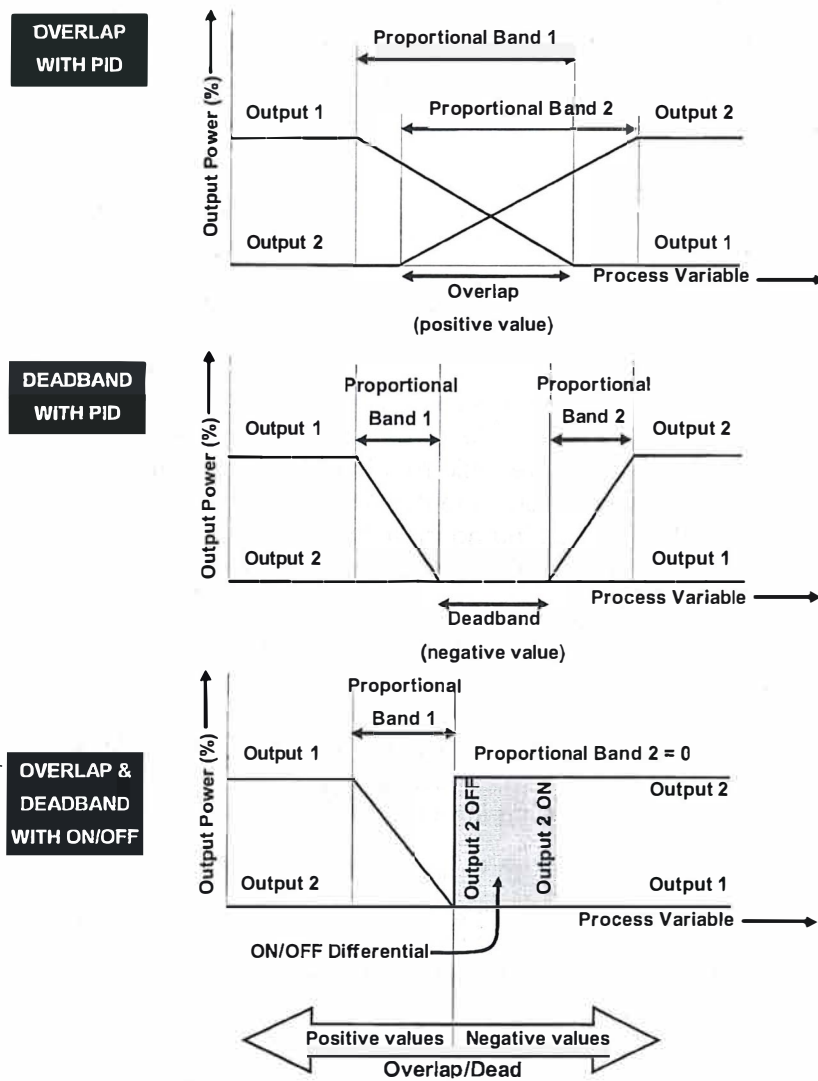 OVERLAP
WITH PID
Output Power (%)
Proportional Band 1
Output 1
Proportional Band 2
Output 2
Output 2
Output 1
Process Variable
Overlap
(positive value)
DEADBAND
WITH PID
Output Power (%)
Proportional
Band 1
Proportional
Band 2
Output 1
Output 2
Output 2
Output 1
Process Variable
Deadband
(negative value)
OVERLAP &
DEADBAND
WITH ON/OFF
Output Power (%)
Proportional
Band 1
Output 1
Proportional Band 2 = 0
Output 2 OFF
Output 2 ON
Output 2
Output 2
Output 1
Process Variable
ON/OFF Differential
Positive values
Negative values
Overlap/Dead